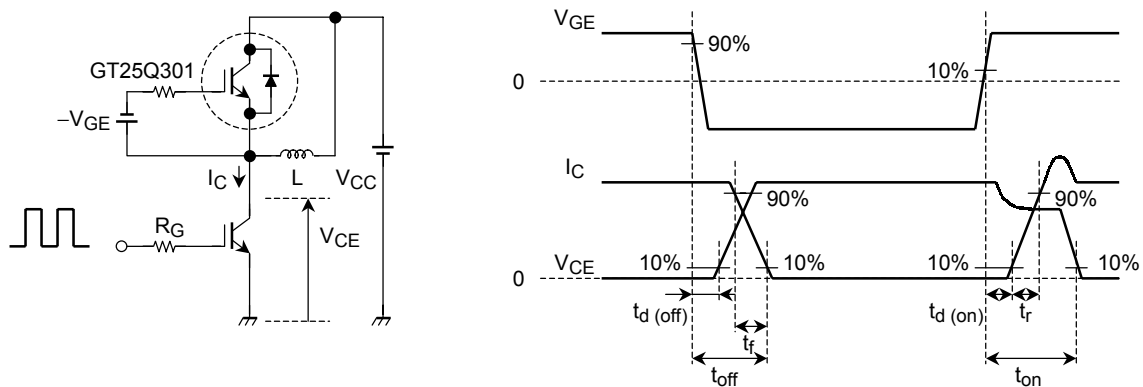 GT25Q301
−VGE
IC
L
VCC
RG
VCE
VGE
90%
0
10%
IC
90%
VCE
10%
10%
10%
10%
0
td (off)
td (on)
tr
tf
toff
ton